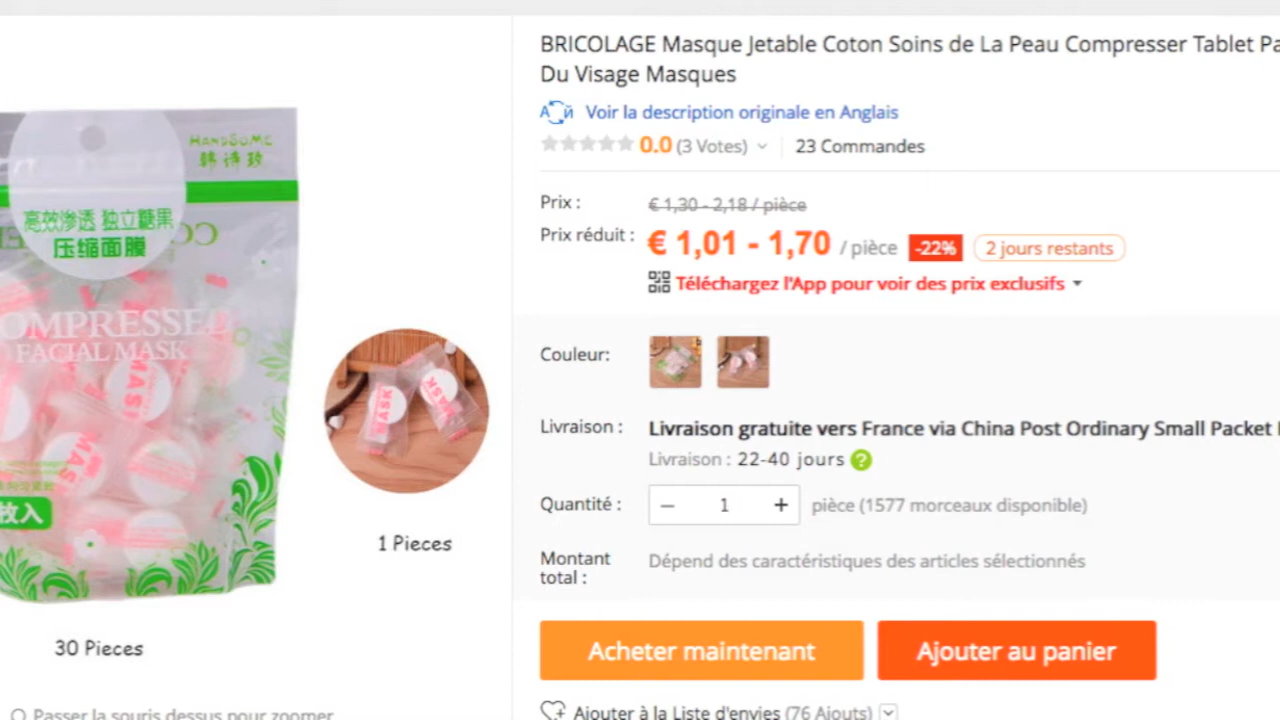 HANDSOME
韩诗玫
高效渗透 独立糖果
压缩面膜
COMPRESSED
FACIAL MASK
MASK
MASK
MASK
MASK
枚入
1 Pieces
30 Pieces
Passer la souris dessus pour zoomer
BRICOLAGE Masque Jetable Coton Soins de La Peau Compresser Tablet Pa
Du Visage Masques
Voir la description originale en Anglais
0.0 (3 Votes) 23 Commandes
Prix : € 1,30 - 2,18 / pièce
Prix réduit : € 1,01 - 1,70 / pièce -22% 2 jours restants
Téléchargez l'App pour voir des prix exclusifs
Couleur:
Livraison : Livraison gratuite vers France via China Post Ordinary Small Packet
Livraison : 22-40 jours ?
Quantité : − 1 + pièce (1577 morceaux disponible)
Montant
total : Dépend des caractéristiques des articles sélectionnés
Acheter maintenant Ajouter au panier
Ajouter à la Liste d'envies (76 Ajouts)